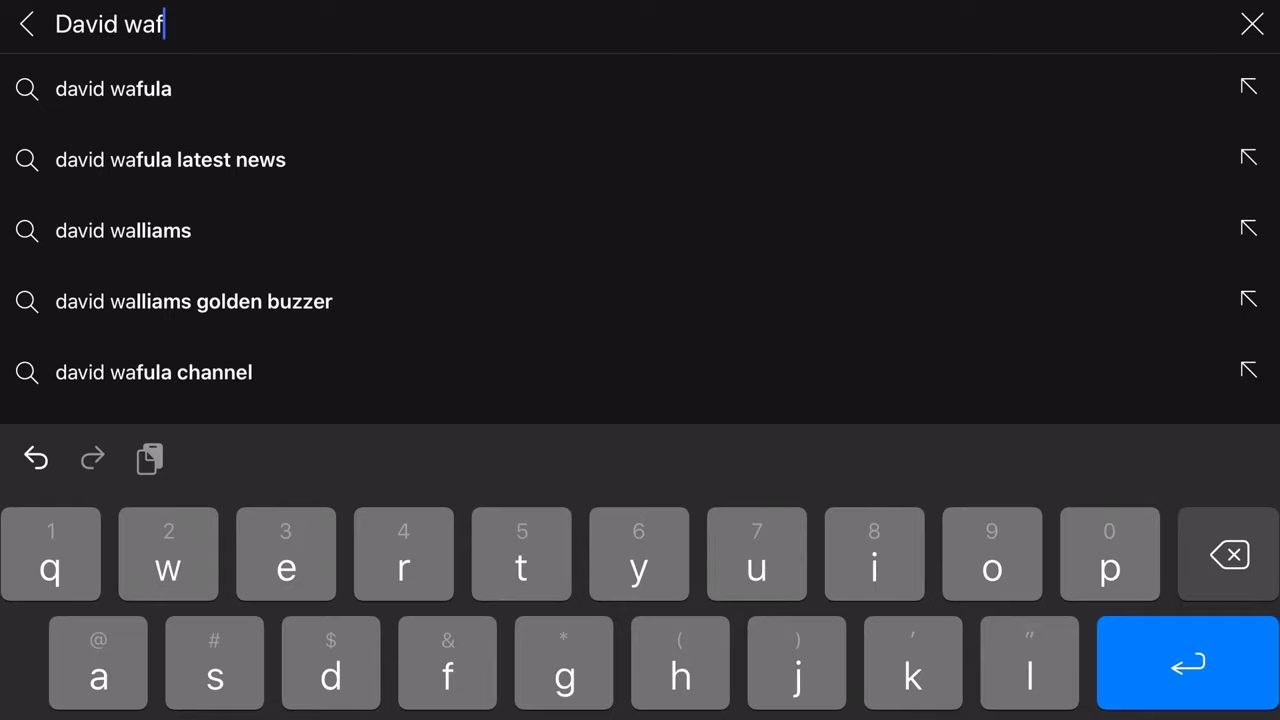 David waf
david wafula
david wafula latest news
david walliams
david walliams golden buzzer
david wafula channel
1 2 3 4 5 6 7 8 9 0
q w e r t y u i o p
@ # $ & * ( ) ' "
a s d f g h j k l